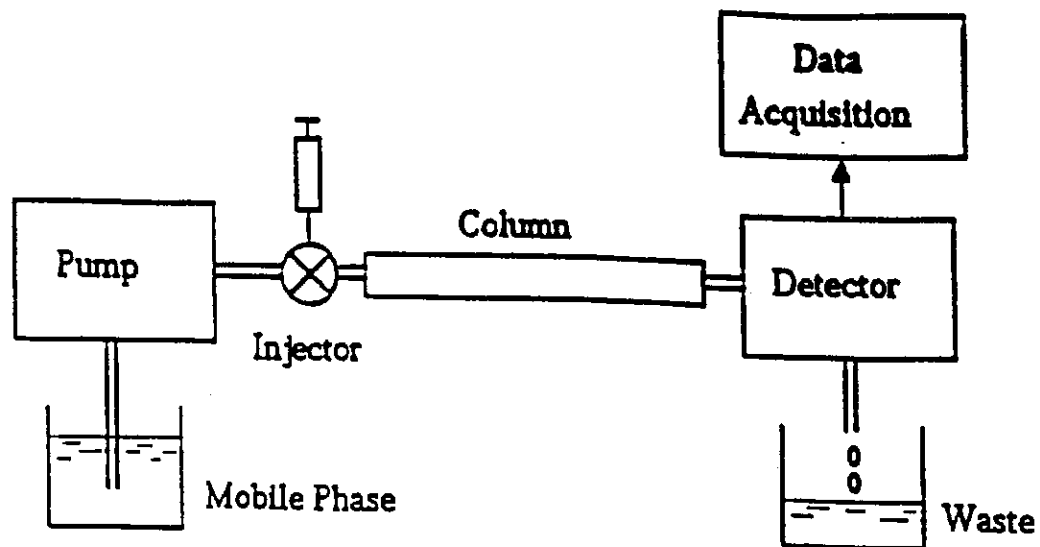 Data
Acquisition
Column
Pump
Detector
Injector
Mobile Phase
Waste